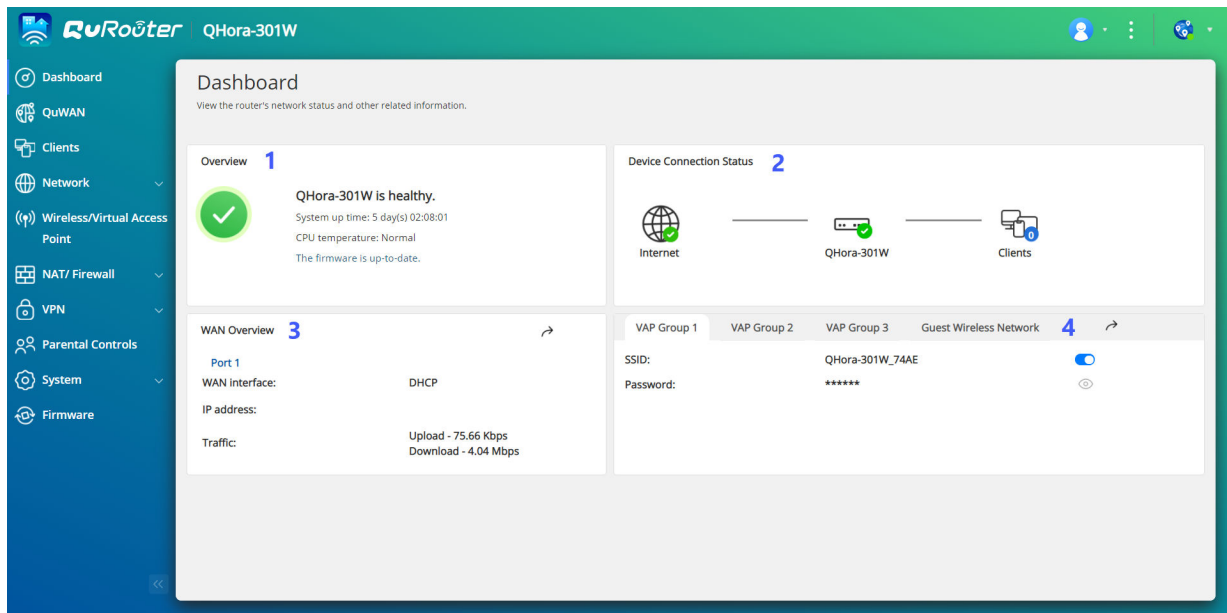 QuRouter QHora-301W
Dashboard
QuWAN
Clients
Network
Wireless/Virtual Access
Point
NAT/ Firewall
VPN
Parental Controls
System
Firmware
Dashboard
View the router's network status and other related information.
Overview 1
QHora-301W is healthy.
System up time: 5 day(s) 02:08:01
CPU temperature: Normal
The firmware is up-to-date.
Device Connection Status 2
Internet QHora-301W 0 Clients
WAN Overview 3
Port 1
WAN interface: DHCP
IP address:
Traffic: Upload - 75.66 Kbps
Download - 4.04 Mbps
VAP Group 1 VAP Group 2 VAP Group 3 Guest Wireless Network 4
SSID: QHora-301W_74AE
Password: ******